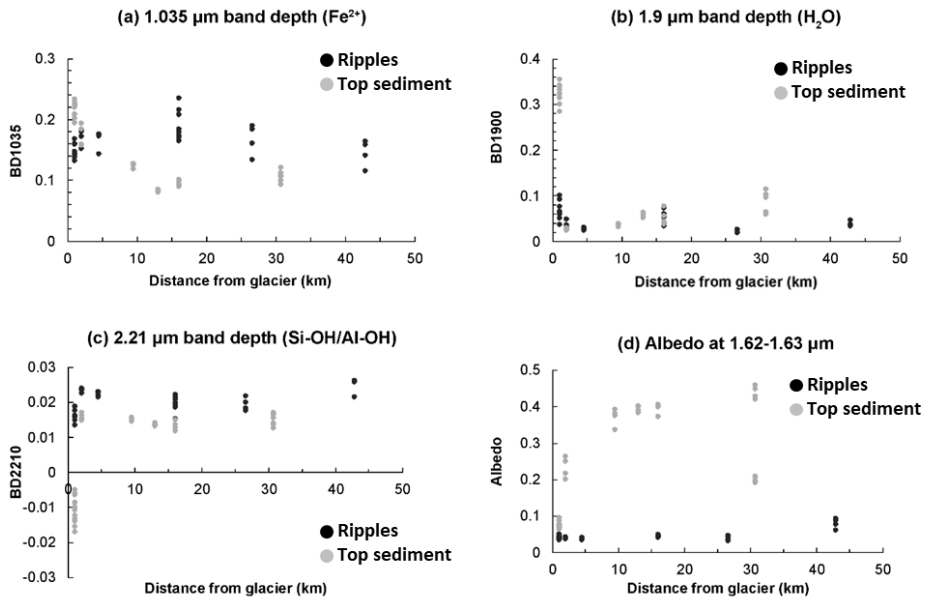 (a) 1.035 µm band depth (Fe²⁺)
0.3
0.2
0.1
0
BD1035
Ripples
Top sediment
0 10 20 30 40 50
Distance from glacier (km)
(b) 1.9 µm band depth (H₂O)
0.4
0.3
0.2
0.1
0
BD1900
Ripples
Top sediment
0 10 20 30 40 50
Distance from glacier (km)
(c) 2.21 µm band depth (Si-OH/Al-OH)
0.03
0.02
0.01
0
-0.01
-0.02
-0.03
BD2210
0 10 20 30 40 50
Ripples
Top sediment
Distance from glacier (km)
(d) Albedo at 1.62-1.63 µm
0.5
0.4
0.3
0.2
0.1
0
Albedo
Ripples
Top sediment
0 10 20 30 40 50
Distance from glacier (km)